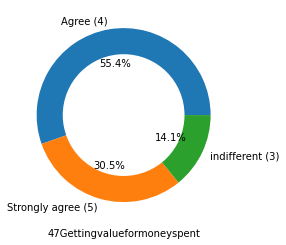 Agree (4)
55.4%
14.1%
indifferent (3)
30.5%
Strongly agree (5)
47Gettingvalueformoneyspent